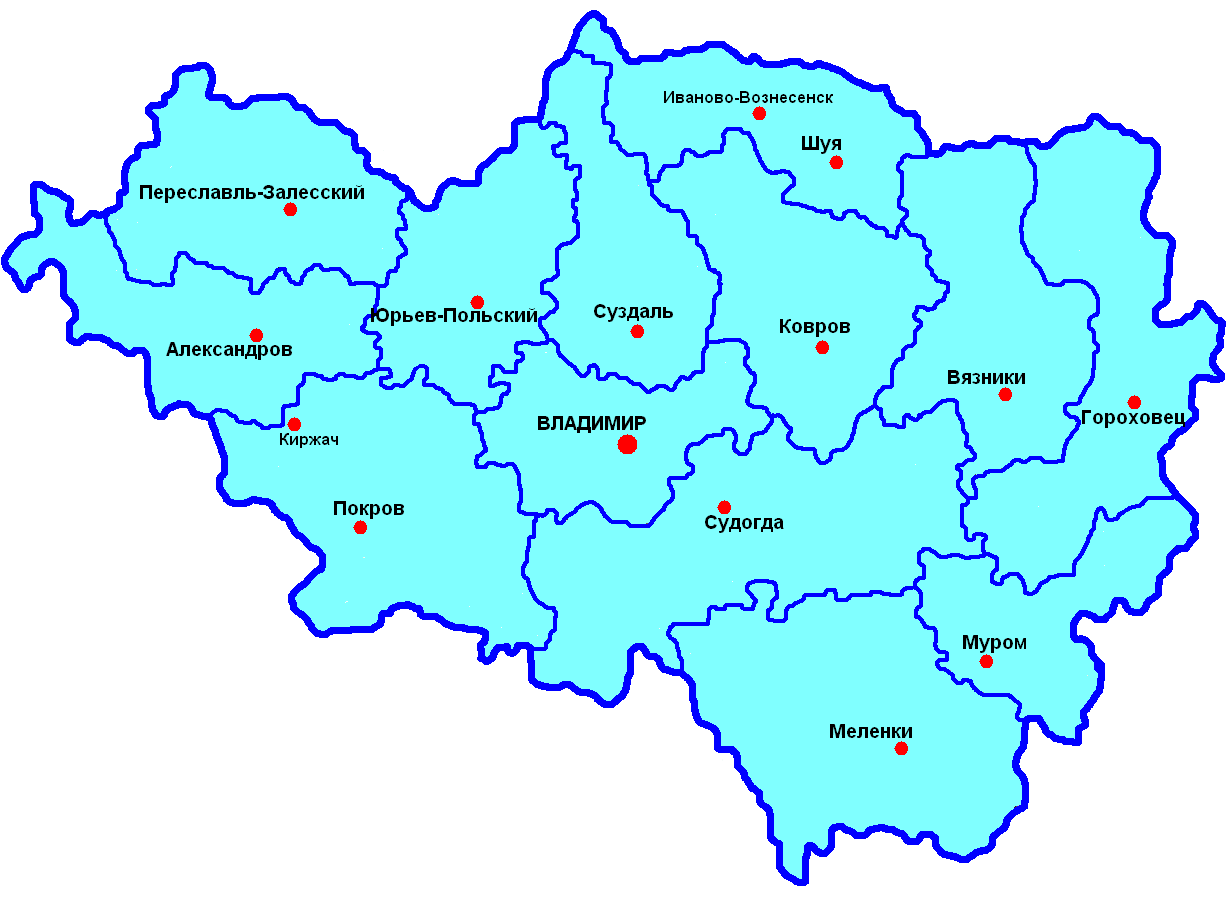 Иваново-Вознесенск
Шуя
Переславль-Залесский
Суздаль
Юрьев-Польский
Ковров
Александров
Вязники
Гороховец
ВЛАДИМИР
Киржач
Покров
Судогда
Муром
Меленки